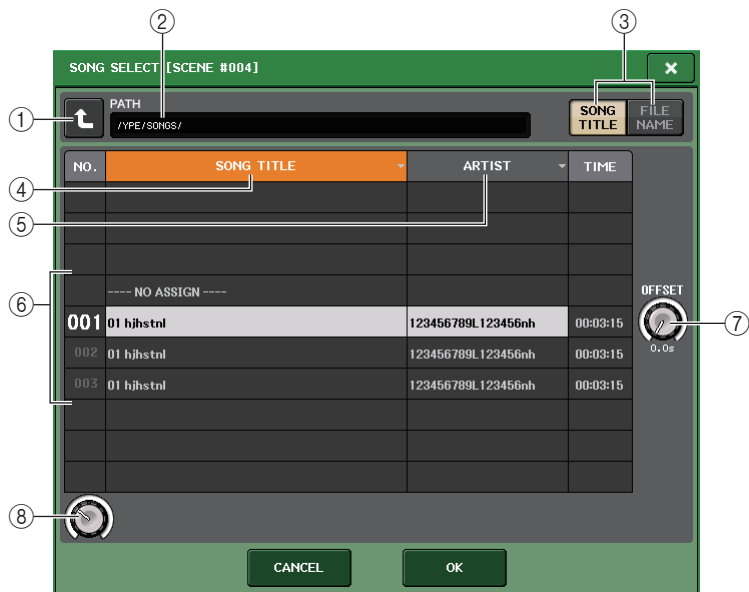 ② ③
SONG SELECT [SCENE #004]
①
PATH
/YPE/SONGS/
SONG TITLE
FILE NAME
NO. SONG TITLE ARTIST TIME
④
⑤
⑥
---- NO ASSIGN ----
OFFSET
001 01 hjhstnl 123456789L123456nh 00:03:15
⑦
0.0s
002 01 hjhstnl 123456789L123456nh 00:03:15
003 01 hjhstnl 123456789L123456nh 00:03:15
⑧
CANCEL OK